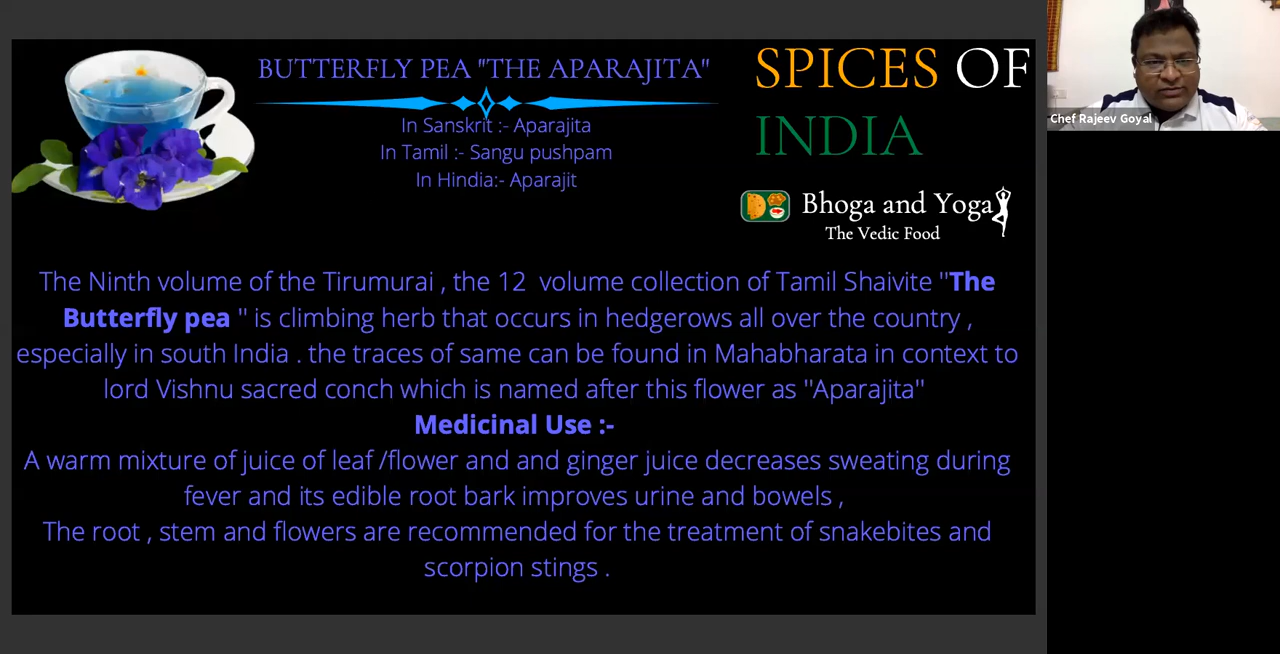 BUTTERFLY PEA "THE APARAJITA"
In Sanskrit :- Aparajita
In Tamil :- Sangu pushpam
In Hindia:- Aparajit
SPICES OF
INDIA
Bhoga and Yoga
The Vedic Food
Chef Rajeev Goyal
The Ninth volume of the Tirumurai , the 12 volume collection of Tamil Shaivite "The
Butterfly pea " is climbing herb that occurs in hedgerows all over the country ,
especially in south India . the traces of same can be found in Mahabharata in context to
lord Vishnu sacred conch which is named after this flower as "Aparajita"
Medicinal Use :-
A warm mixture of juice of leaf /flower and and ginger juice decreases sweating during
fever and its edible root bark improves urine and bowels ,
The root , stem and flowers are recommended for the treatment of snakebites and
scorpion stings .